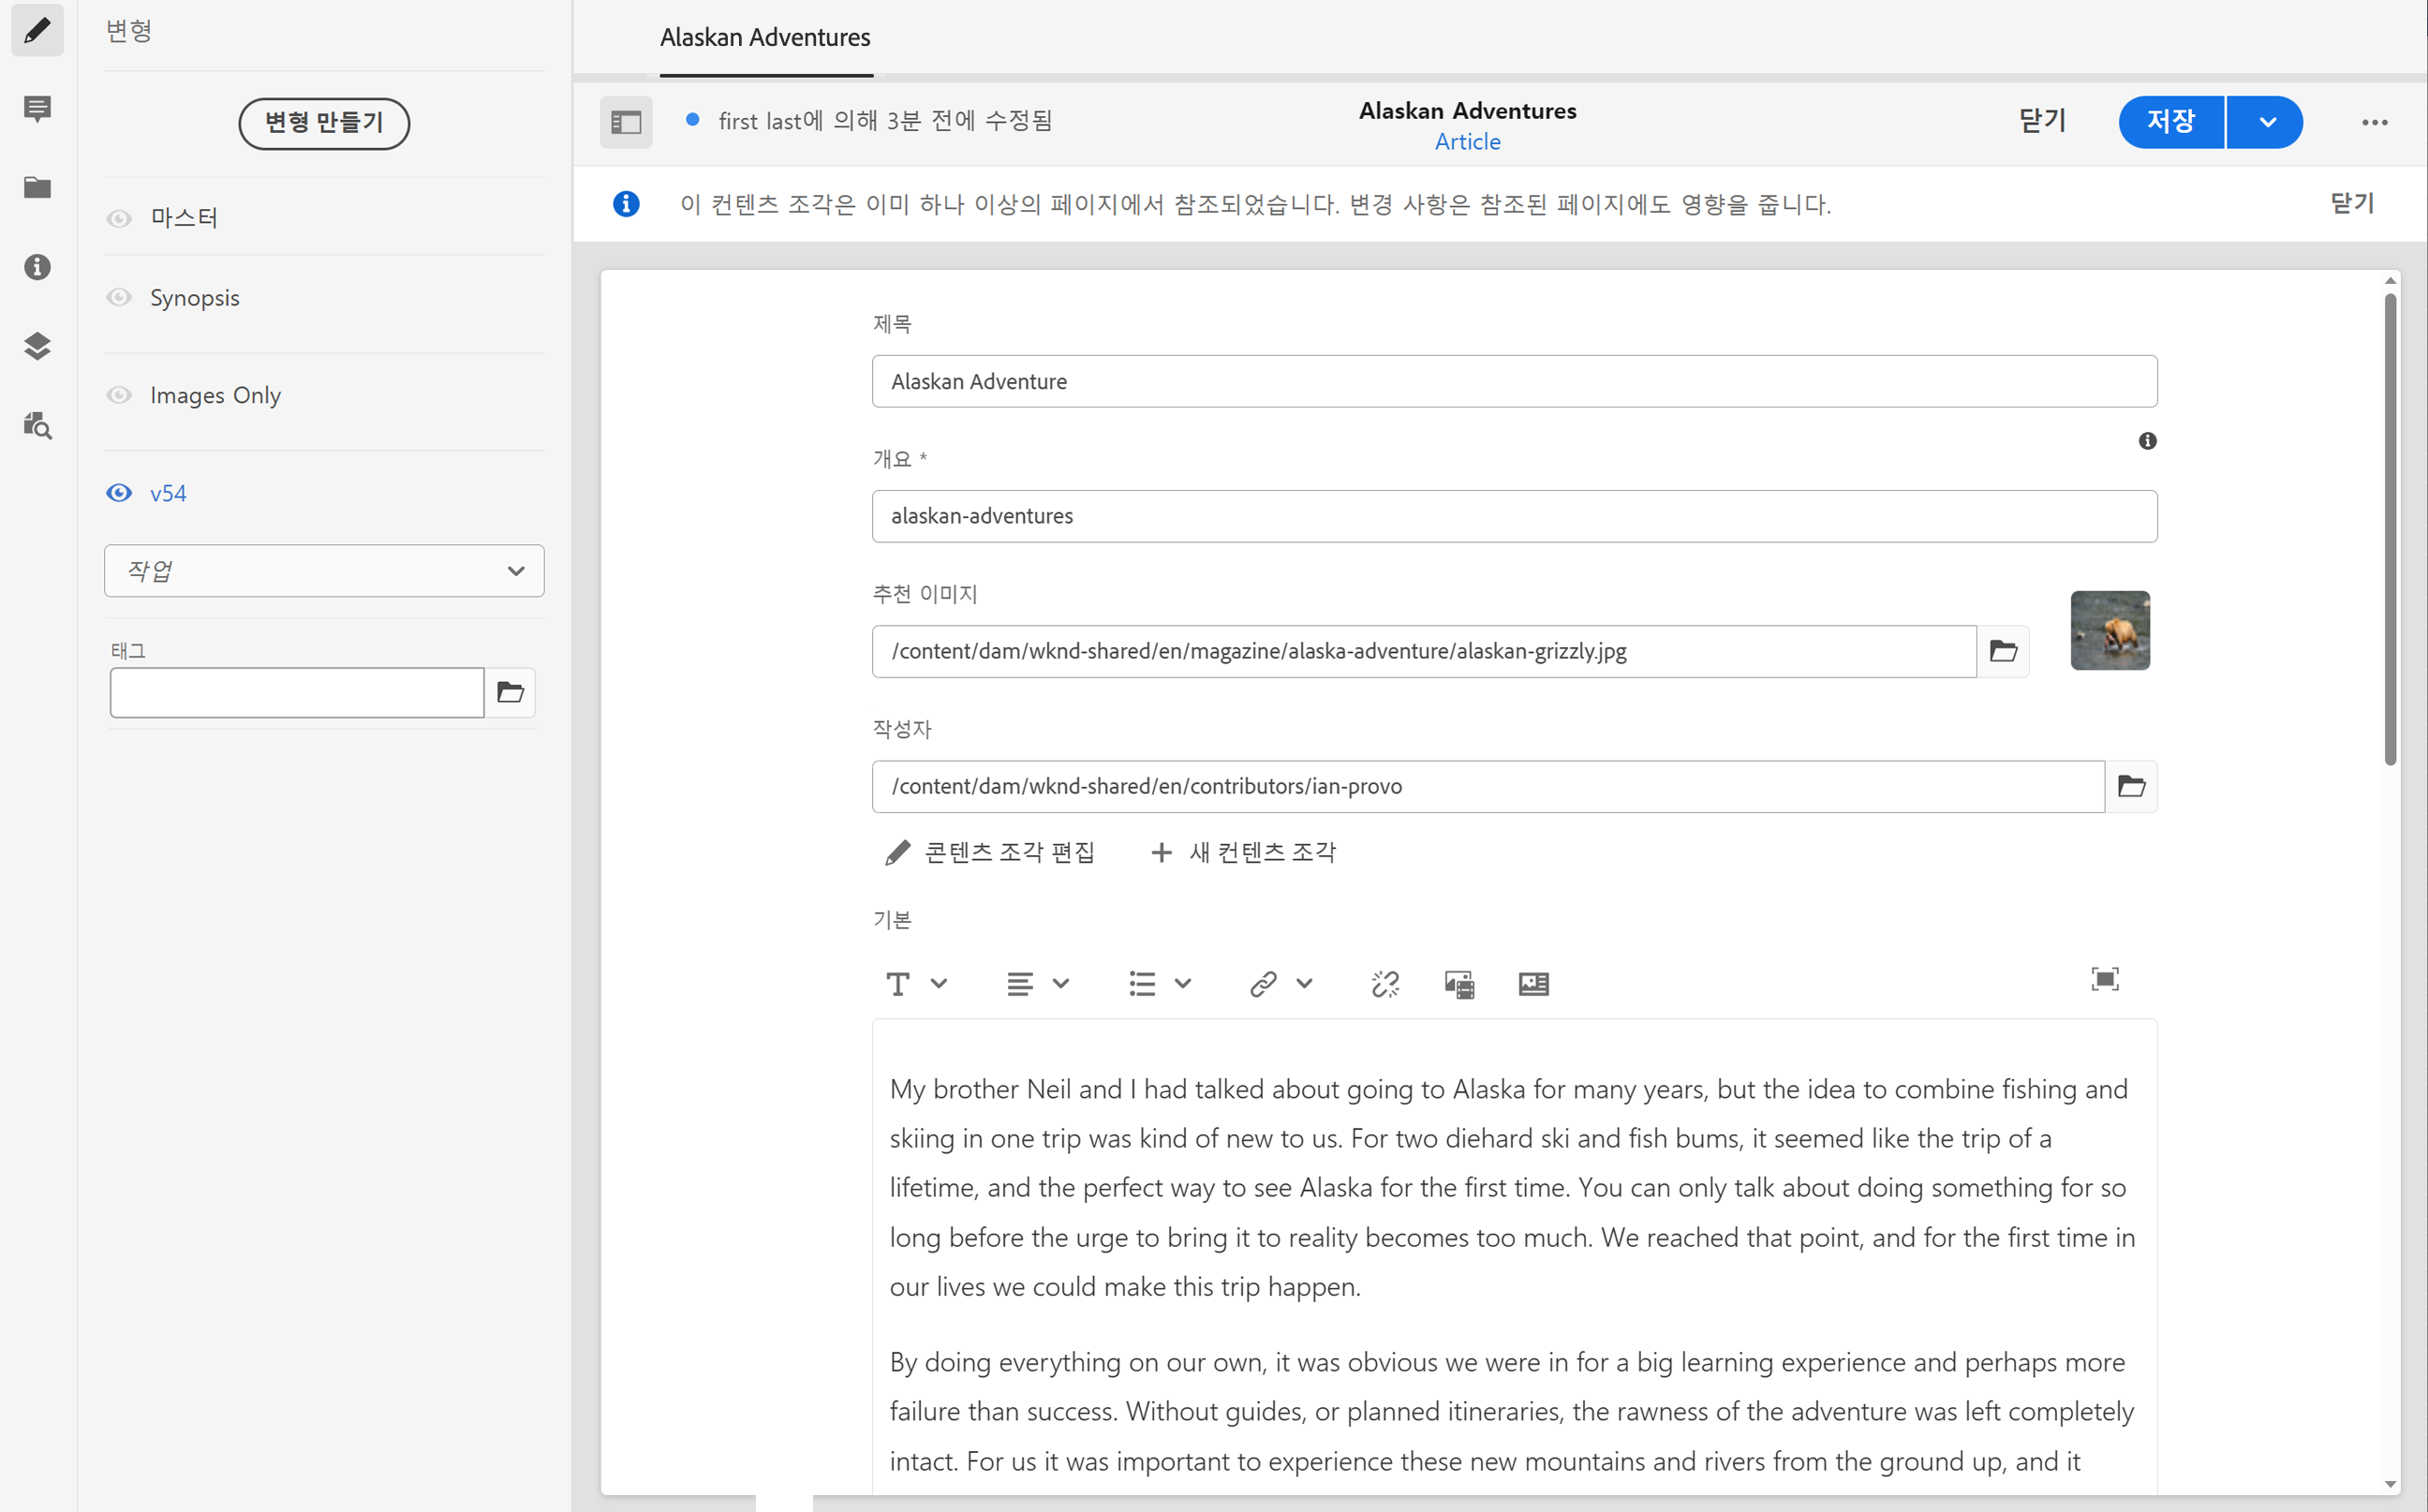 변형
변형 만들기
마스터
Synopsis
Images Only
v54
작업
태그
Alaskan Adventures
first last에 의해 3분 전에 수정됨
Alaskan Adventures
Article
닫기
저장
이 컨텐츠 조각은 이미 하나 이상의 페이지에서 참조되었습니다. 변경 사항은 참조된 페이지에도 영향을 줍니다.
닫기
제목
Alaskan Adventure
개요 *
alaskan-adventures
추천 이미지
/content/dam/wknd-shared/en/magazine/alaska-adventure/alaskan-grizzly.jpg
작성자
/content/dam/wknd-shared/en/contributors/ian-provo
콘텐츠 조각 편집
새 컨텐츠 조각
기본
My brother Neil and I had talked about going to Alaska for many years, but the idea to combine fishing and
skiing in one trip was kind of new to us. For two diehard ski and fish bums, it seemed like the trip of a
lifetime, and the perfect way to see Alaska for the first time. You can only talk about doing something for so
long before the urge to bring it to reality becomes too much. We reached that point, and for the first time in
our lives we could make this trip happen.
By doing everything on our own, it was obvious we were in for a big learning experience and perhaps more
failure than success. Without guides, or planned itineraries, the rawness of the adventure was left completely
intact. For us it was important to experience these new mountains and rivers from the ground up, and it